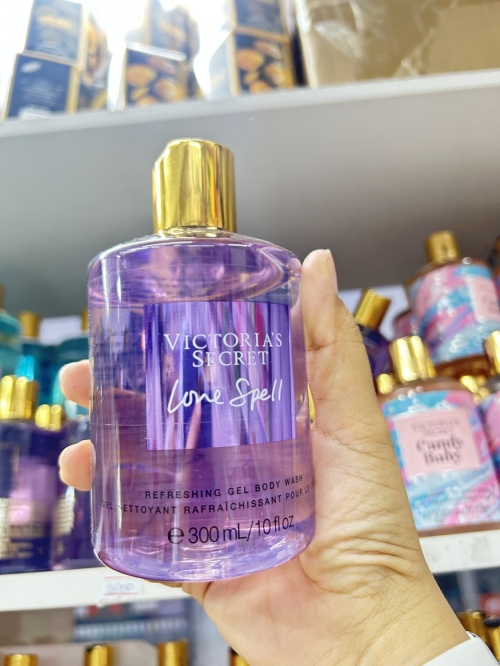 VICTORIA'S
SECRET
Love Spell
REFRESHING GEL BODY WASH
GEL NETTOYANT RAFRAÎCHISSANT POUR LE
℮ 300 mL/10 fl oz
VICTORIA'S
SECRET
Candy
Baby